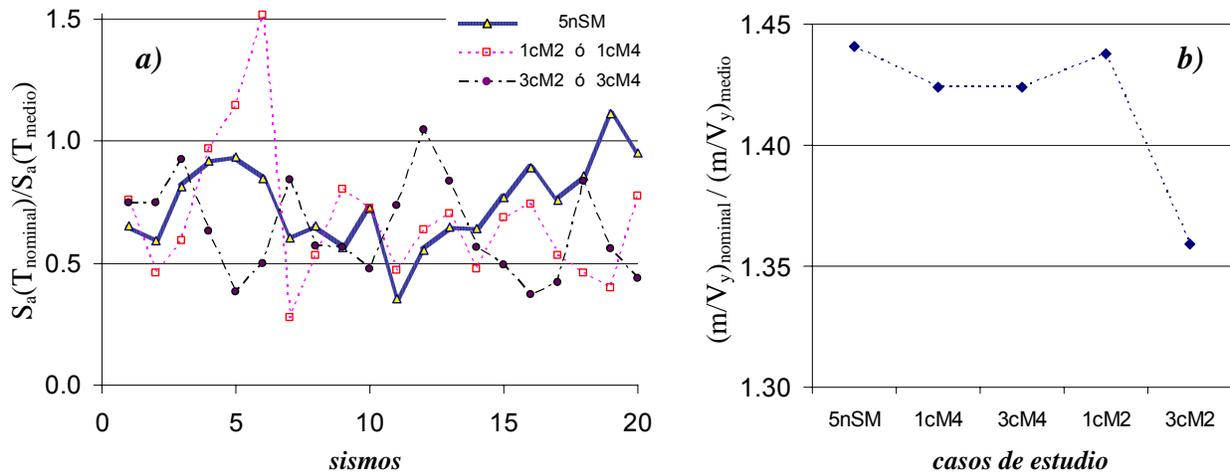 a)
5nSM
1cM2 ó 1cM4
3cM2 ó 3cM4
Sa(Tnominal)/Sa(Tmedio)
1.5
1.0
0.5
0.0
0 5 10 15 20
sismos
b)
(m/Vy)nominal / (m/Vy)medio
1.45
1.40
1.35
1.30
5nSM 1cM4 3cM4 1cM2 3cM2
casos de estudio